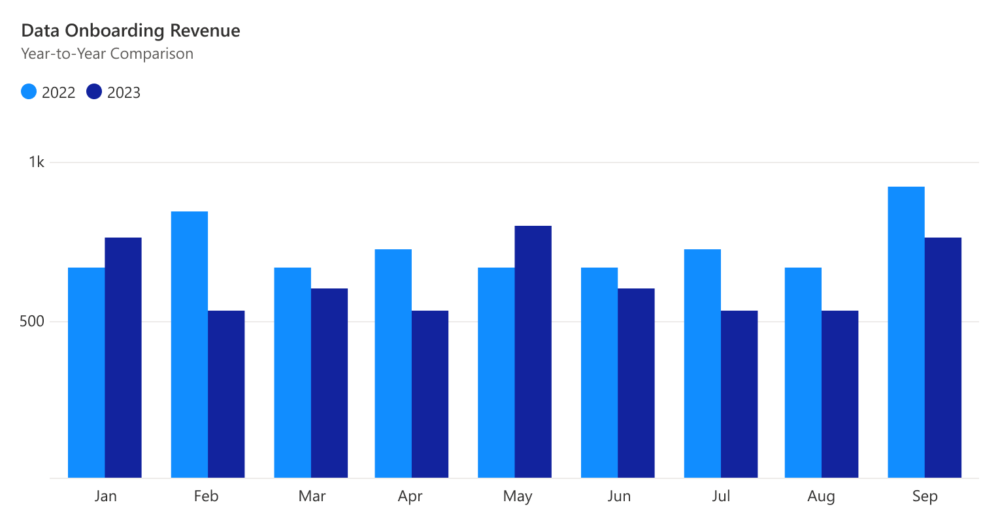 Data Onboarding Revenue
Year-to-Year Comparison
2022 2023
1k
500
Jan Feb Mar Apr May Jun Jul Aug Sep